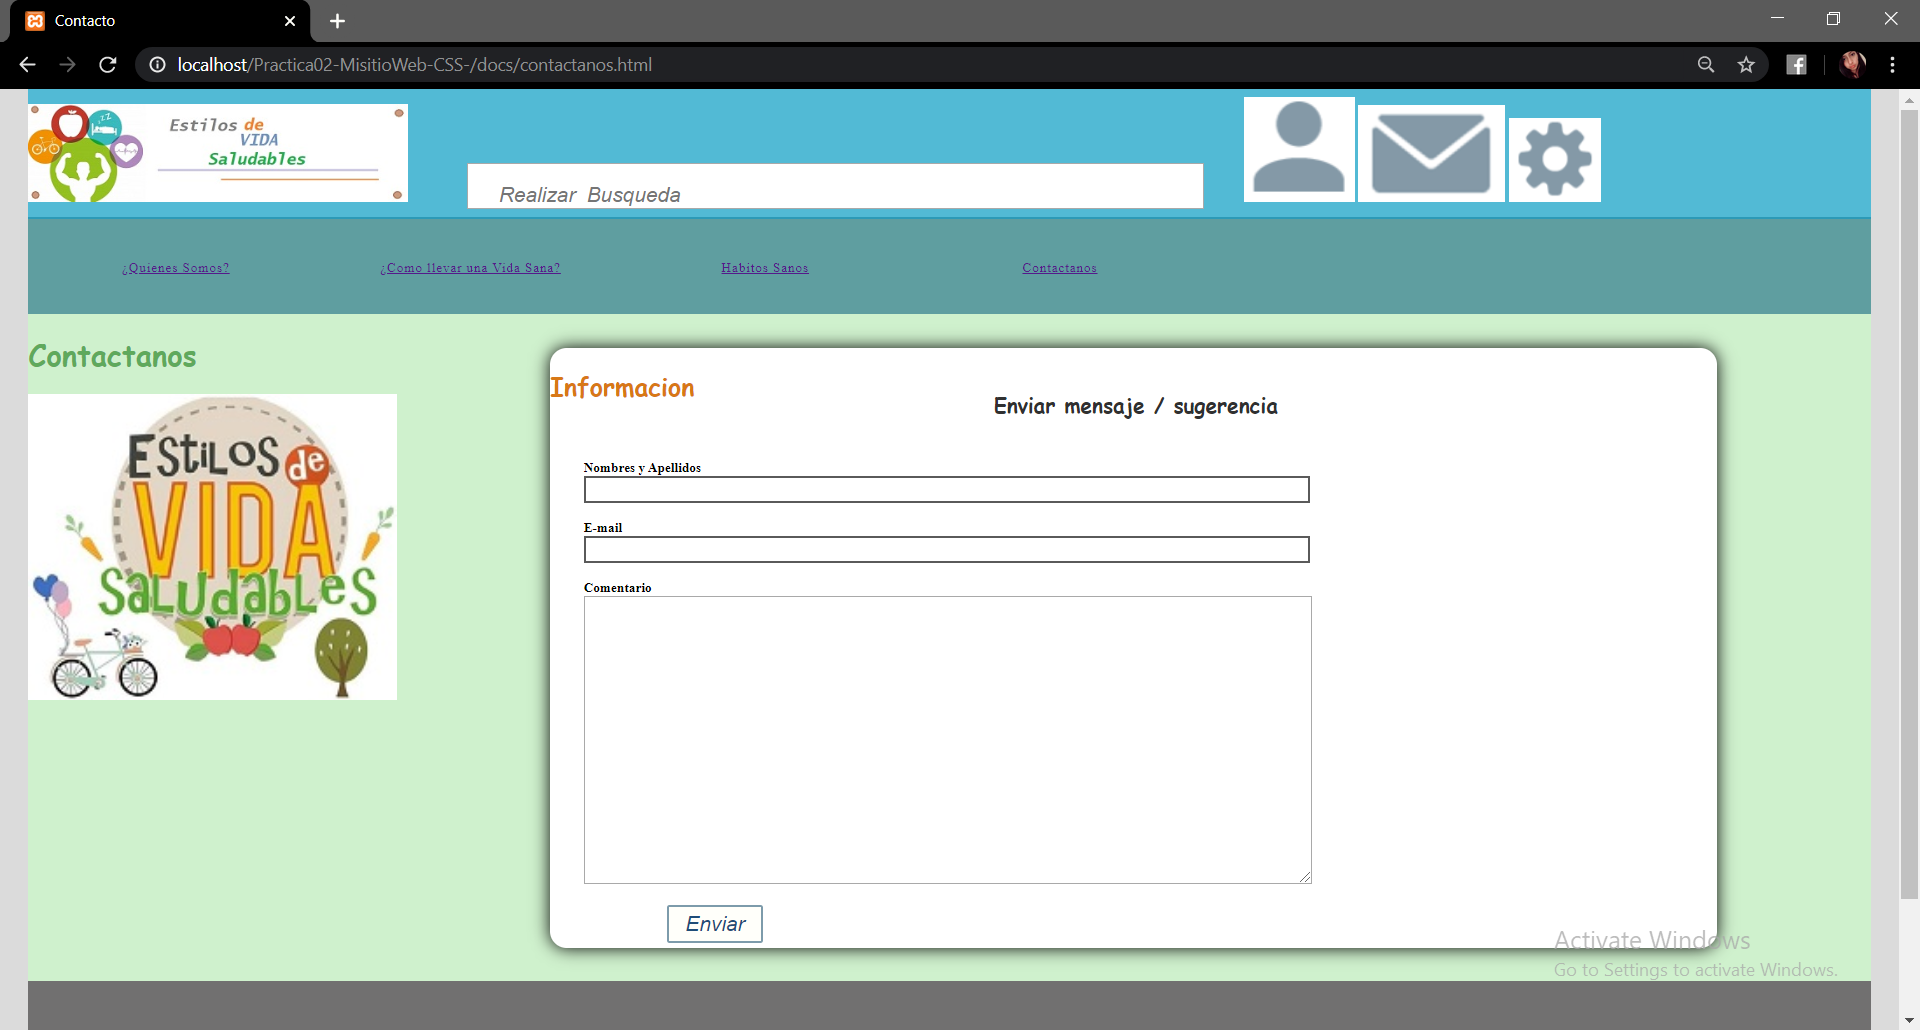 Contacto
localhost/Practica02-MisitioWeb-CSS-/docs/contactanos.html
Estilos de
VIDA
Saludables
Realizar Busqueda
¿Quienes Somos?
¿Como llevar una Vida Sana?
Habitos Sanos
Contactanos
Contactanos
ESTiLOS de
VIDA
SaLUdabLes
Informacion
Enviar mensaje / sugerencia
Nombres y Apellidos
E-mail
Comentario
Enviar
Activate Windows
Go to Settings to activate Windows.